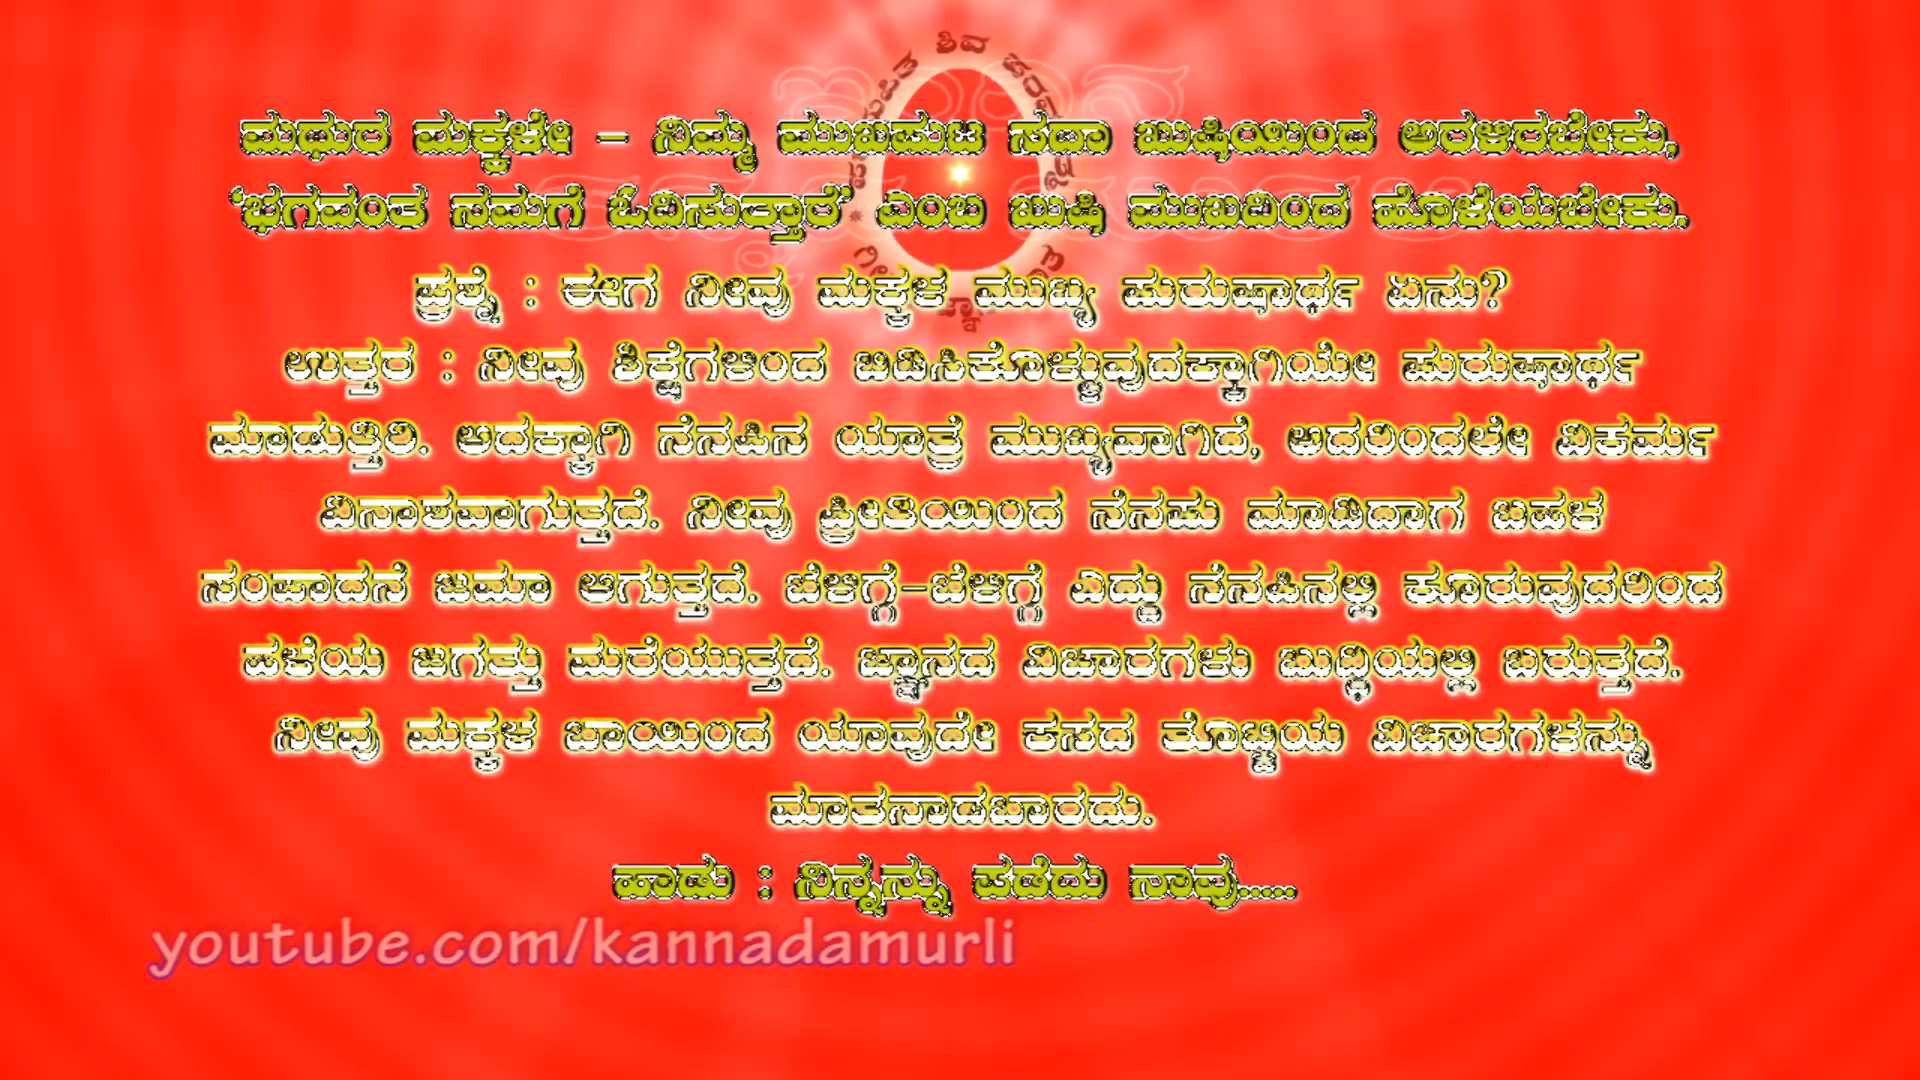 ಮಧುರ ಮಕ್ಕಳೇ – ನಿಮ್ಮ ಮುಖಪುಟ ಸದಾ ಖುಷಿಯಿಂದ ಅರಳಿರಬೇಕು,
‘ಭಗವಂತ ನಮಗೆ ಓದಿಸುತ್ತಾರೆ’ ಎಂಬ ಖುಷಿ ಮುಖದಿಂದ ಹೊಳೆಯಬೇಕು.
ಪ್ರಶ್ನೆ : ಈಗ ನೀವು ಮಕ್ಕಳ ಮುಖ್ಯ ಪುರುಷಾರ್ಥ ಏನು?
ಉತ್ತರ : ನೀವು ಶಿಕ್ಷೆಗಳಿಂದ ಬಿಡಿಸಿಕೊಳ್ಳುವುದಕ್ಕಾಗಿಯೇ ಪುರುಷಾರ್ಥ
ಮಾಡುತ್ತಿರಿ. ಅದಕ್ಕಾಗಿ ನೆನಪಿನ ಯಾತ್ರೆ ಮುಖ್ಯವಾಗಿದೆ, ಅದರಿಂದಲೇ ವಿಕರ್ಮ
ವಿನಾಶವಾಗುತ್ತದೆ. ನೀವು ಪ್ರೀತಿಯಿಂದ ನೆನಪು ಮಾಡಿದಾಗ ಬಹಳ
ಸಂಪಾದನೆ ಜಮಾ ಆಗುತ್ತದೆ. ಬೆಳಿಗ್ಗೆ–ಬೆಳಿಗ್ಗೆ ಎದ್ದು ನೆನಪಿನಲ್ಲಿ ಕೂರುವುದರಿಂದ
ಹಳೆಯ ಜಗತ್ತು ಮರೆಯುತ್ತದೆ. ಜ್ಞಾನದ ವಿಚಾರಗಳು ಬುದ್ಧಿಯಲ್ಲಿ ಬರುತ್ತದೆ.
ನೀವು ಮಕ್ಕಳ ಬಾಯಿಂದ ಯಾವುದೇ ಕಸದ ತೊಟ್ಟಿಯ ವಿಚಾರಗಳನ್ನು
ಮಾತನಾಡಬಾರದು.
ಹಾಡು : ನಿನ್ನನ್ನು ಪಡೆದು ನಾವು.....
youtube.com/kannadamurli